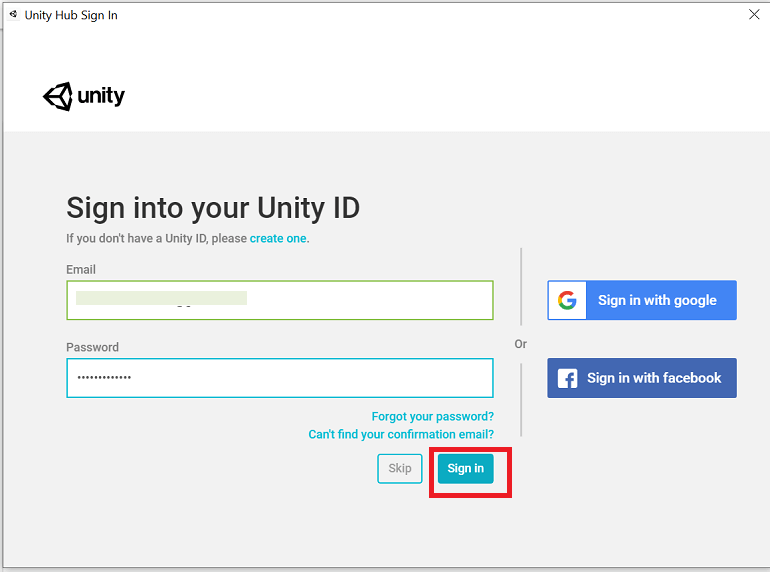 Unity Hub Sign In
unity
Sign into your Unity ID
If you don't have a Unity ID, please create one.
Email
Password
•••••••••••••
Forgot your password?
Can't find your confirmation email?
Skip
Sign in
Or
Sign in with google
Sign in with facebook